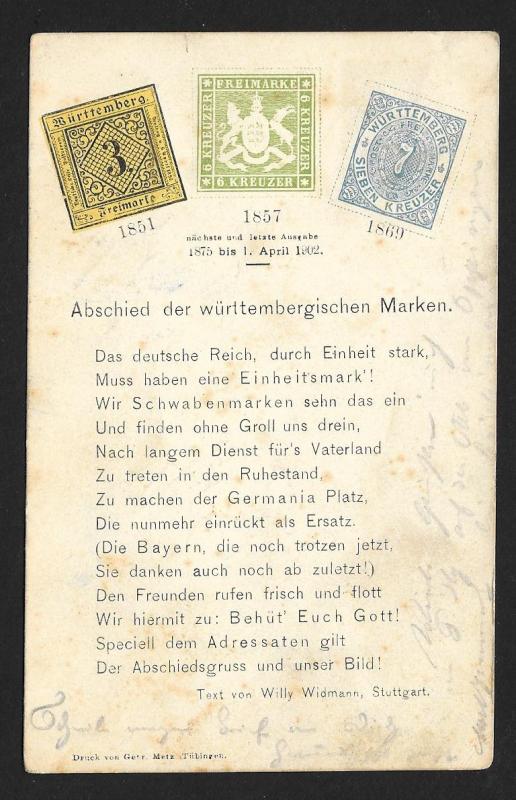 Württemberg.
3.
Freimarke
1851
FREIMARKE
6 KREUZER
6 KREUZER
6 KREUZER
1857
WÜRTTEMBERG
7
SIEBEN KREUZER
1869
nächste und letzte Ausgabe
1875 bis 1. April 1902.
Abschied der württembergischen Marken.
Das deutsche Reich, durch Einheit stark,
Muss haben eine Einheitsmark'!
Wir Schwabenmarken sehn das ein
Und finden ohne Groll uns drein,
Nach langem Dienst für's Vaterland
Zu treten in den Ruhestand,
Zu machen der Germania Platz,
Die nunmehr einrückt als Ersatz.
(Die Bayern, die noch trotzen jetzt,
Sie danken auch noch ab zuletzt!)
Den Freunden rufen frisch und flott
Wir hiermit zu: Behüt' Euch Gott!
Speciell dem Adressaten gilt
Der Abschiedsgruss und unser Bild!
Text von Willy Widmann, Stuttgart.
Druck von Gebr. Metz Tübingen.